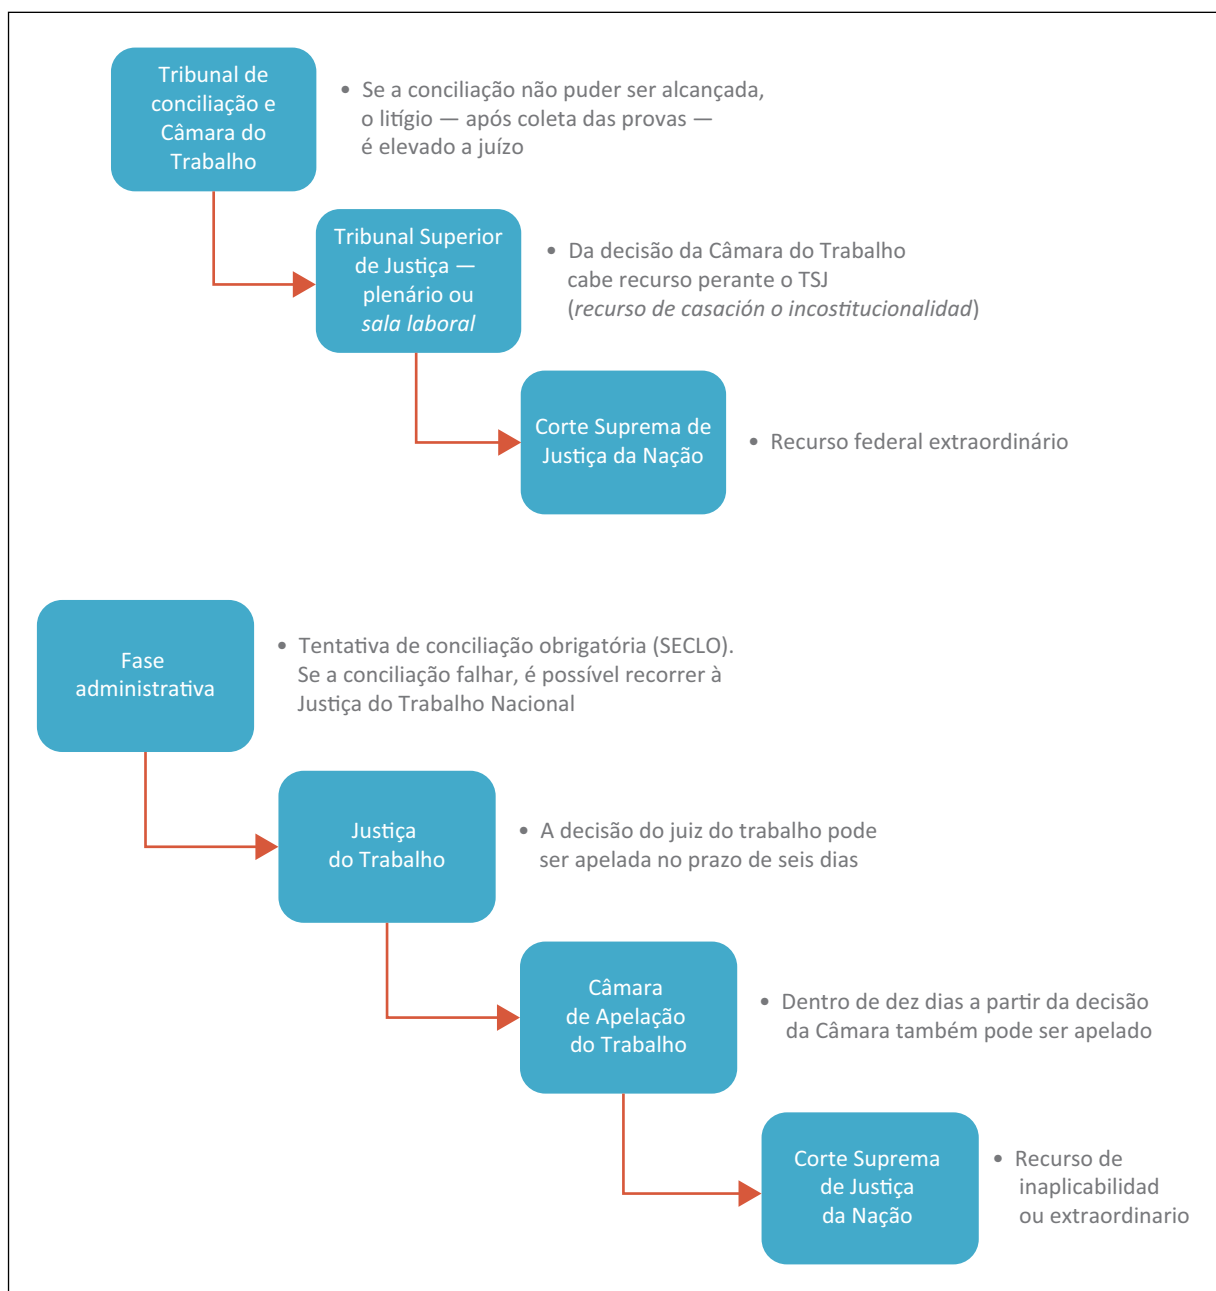 Tribunal de
conciliação e
Câmara do
Trabalho
• Se a conciliação não puder ser alcançada,
o litígio — após coleta das provas —
é elevado a juízo
Tribunal Superior
de Justiça —
plenário ou
sala laboral
• Da decisão da Câmara do Trabalho
cabe recurso perante o TSJ
(recurso de casación o incostitucionalidad)
Corte Suprema de
Justiça da Nação
• Recurso federal extraordinário
Fase
administrativa
• Tentativa de conciliação obrigatória (SECLO).
Se a conciliação falhar, é possível recorrer à
Justiça do Trabalho Nacional
Justiça
do Trabalho
• A decisão do juiz do trabalho pode
ser apelada no prazo de seis dias
Câmara
de Apelação
do Trabalho
• Dentro de dez dias a partir da decisão
da Câmara também pode ser apelado
Corte Suprema
de Justiça
da Nação
• Recurso de
inaplicabilidad
ou extraordinario